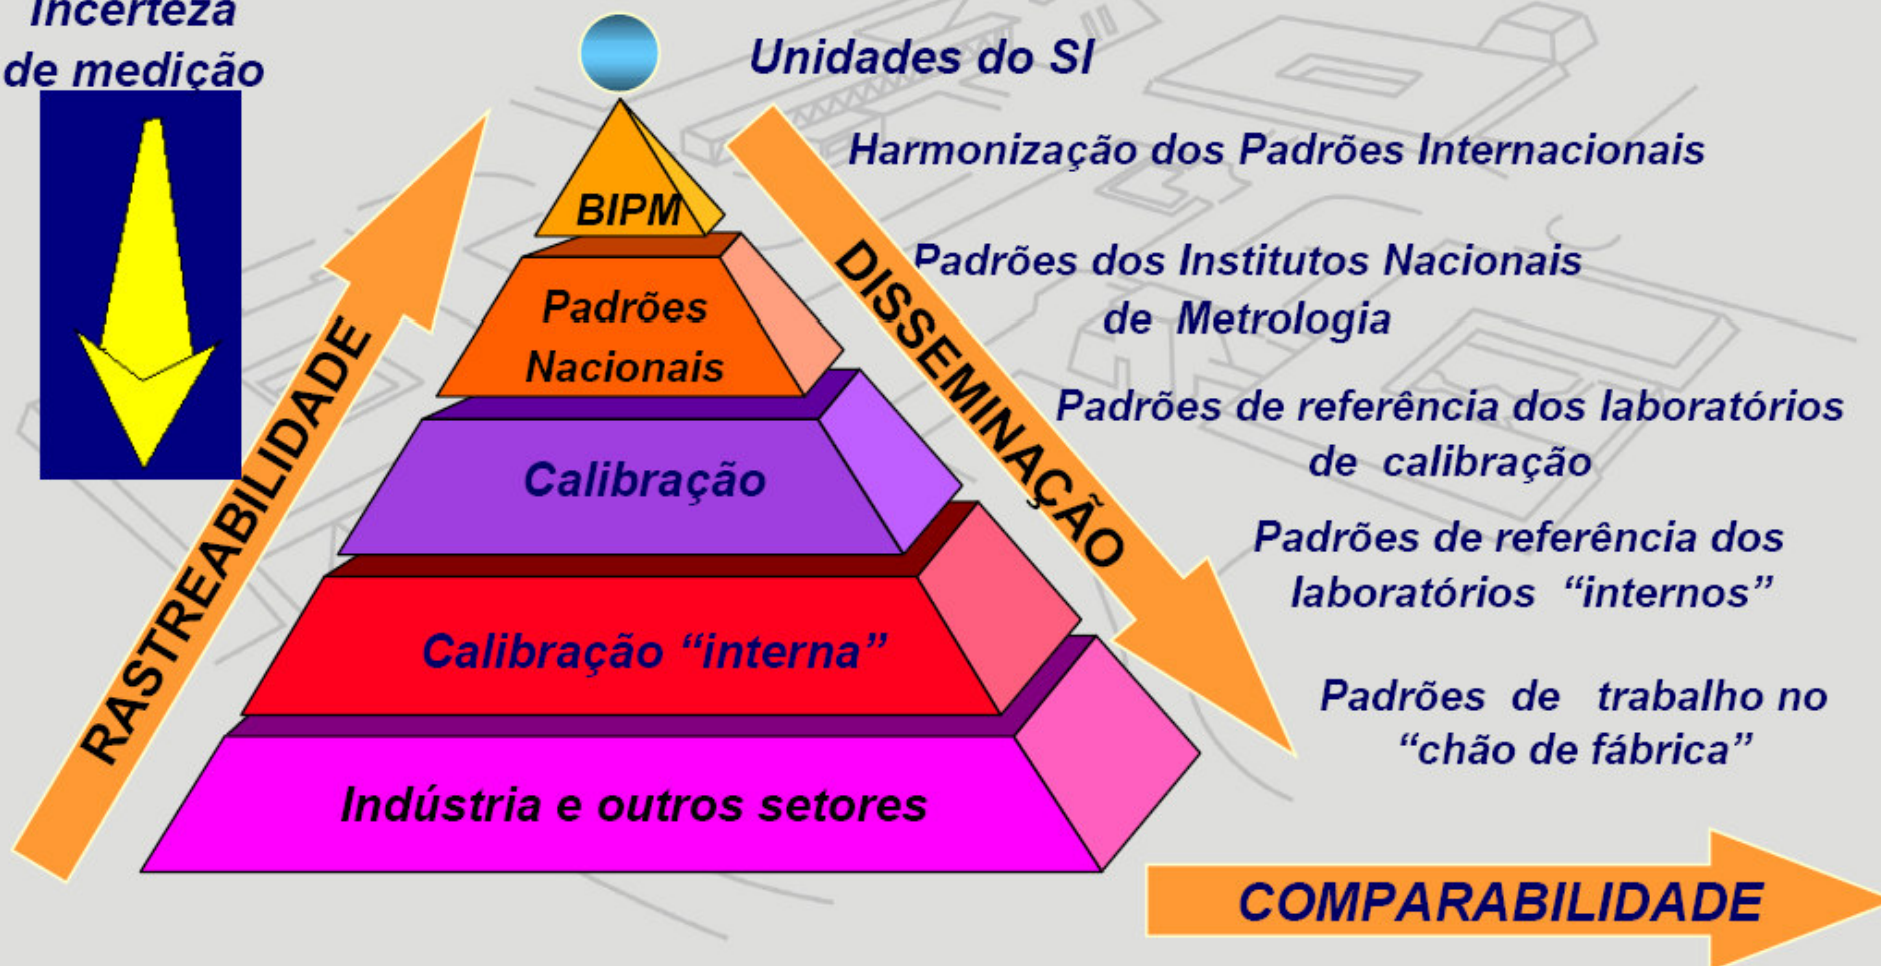 Incerteza
de medição
Unidades do SI
Harmonização dos Padrões Internacionais
BIPM
Padrões dos Institutos Nacionais
de Metrologia
Padrões
Nacionais
Padrões de referência dos laboratórios
de calibração
Calibração
Padrões de referência dos
laboratórios “internos”
Calibração “interna”
Padrões de trabalho no
“chão de fábrica”
Indústria e outros setores
RASTREABILIDADE
DISSEMINAÇÃO
COMPARABILIDADE